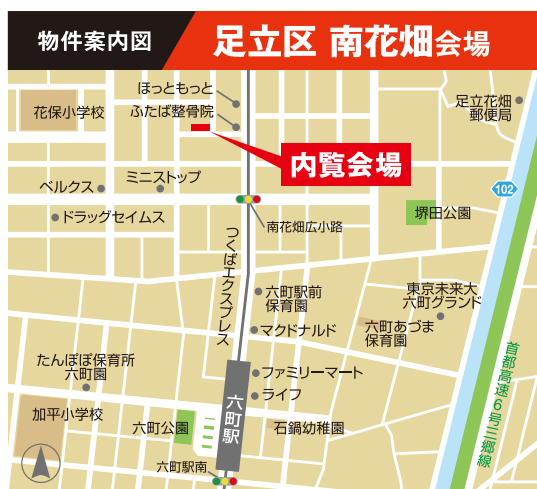 物件案内図
足立区 南花畑会場
ほっともっと
花保小学校
ふたば整骨院
足立花畑
郵便局
内覧会場
ベルクス
ミニストップ
102
ドラッグセイムス
南花畑広小路
堺田公園
つくばエクスプレス
六町駅前
保育園
東京未来大
六町グランド
マクドナルド
六町あづま
保育園
首都高速6号三郷線
たんぽぽ保育所
六町園
ファミリーマート
ライフ
六町駅
加平小学校
六町公園
石鍋幼稚園
六町駅南